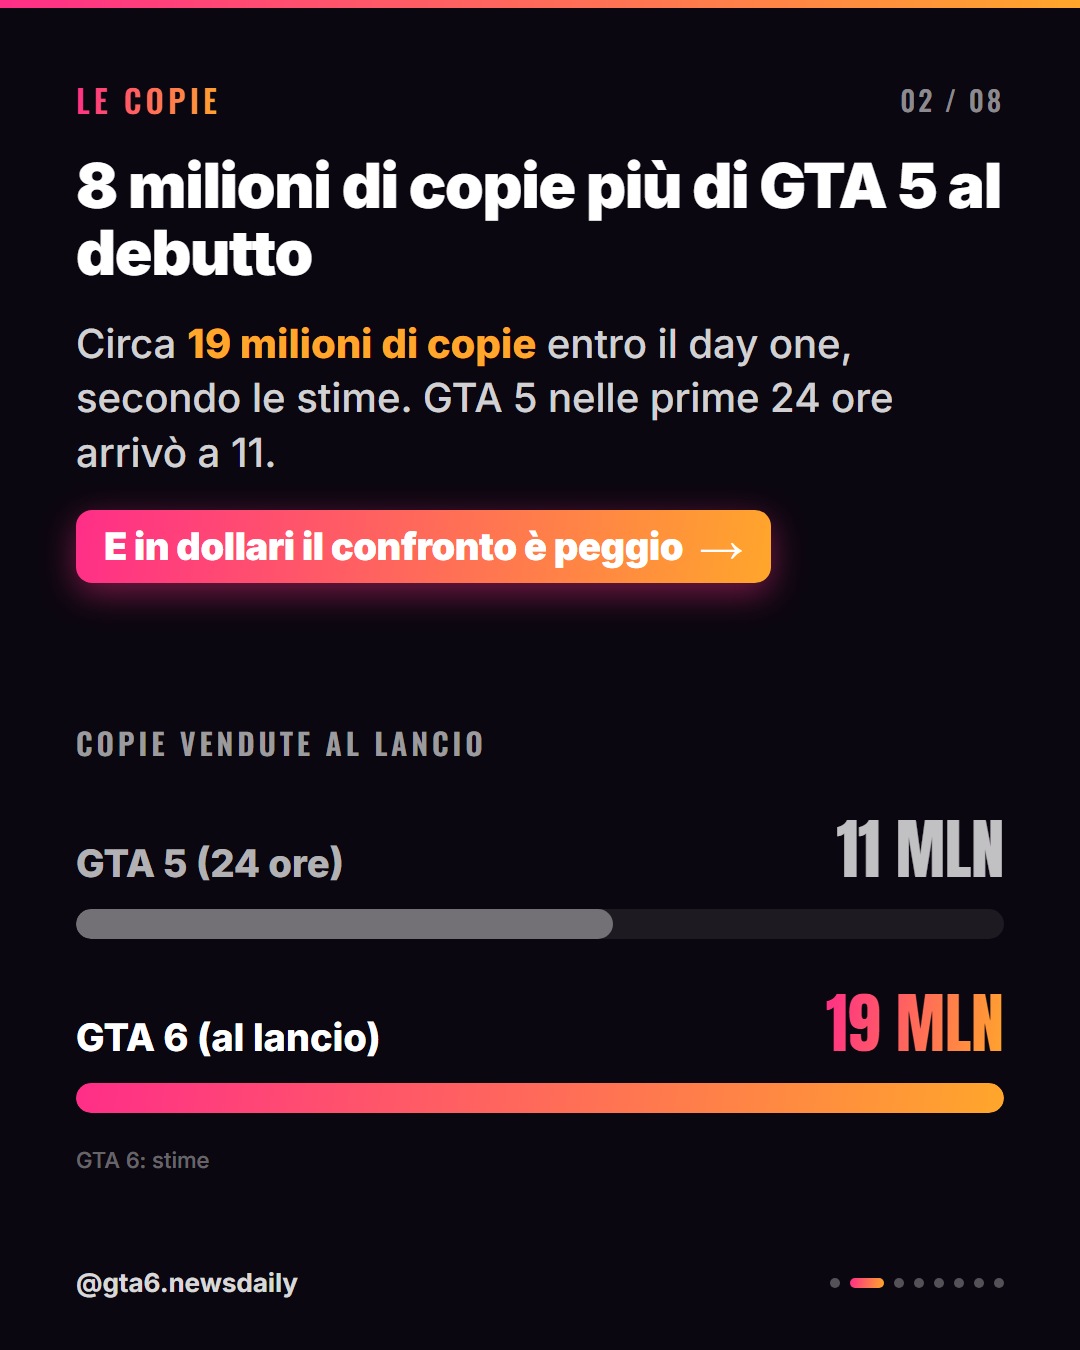 LE COPIE
02 / 08
8 milioni di copie più di GTA 5 al
debutto
Circa 19 milioni di copie entro il day one,
secondo le stime. GTA 5 nelle prime 24 ore
arrivò a 11.
E in dollari il confronto è peggio →
COPIE VENDUTE AL LANCIO
GTA 5 (24 ore)
11 MLN
GTA 6 (al lancio)
19 MLN
GTA 6: stime
@gta6.newsdaily